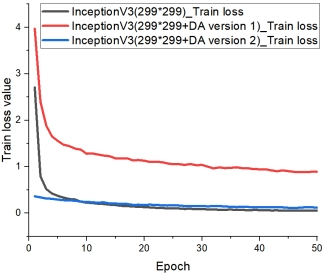 InceptionV3(299*299)_Train loss
InceptionV3(299*299+DA version 1)_Train loss
InceptionV3(299*299+DA version 2)_Train loss
Train loss value
4
3
2
1
0
0 10 20 30 40 50
Epoch